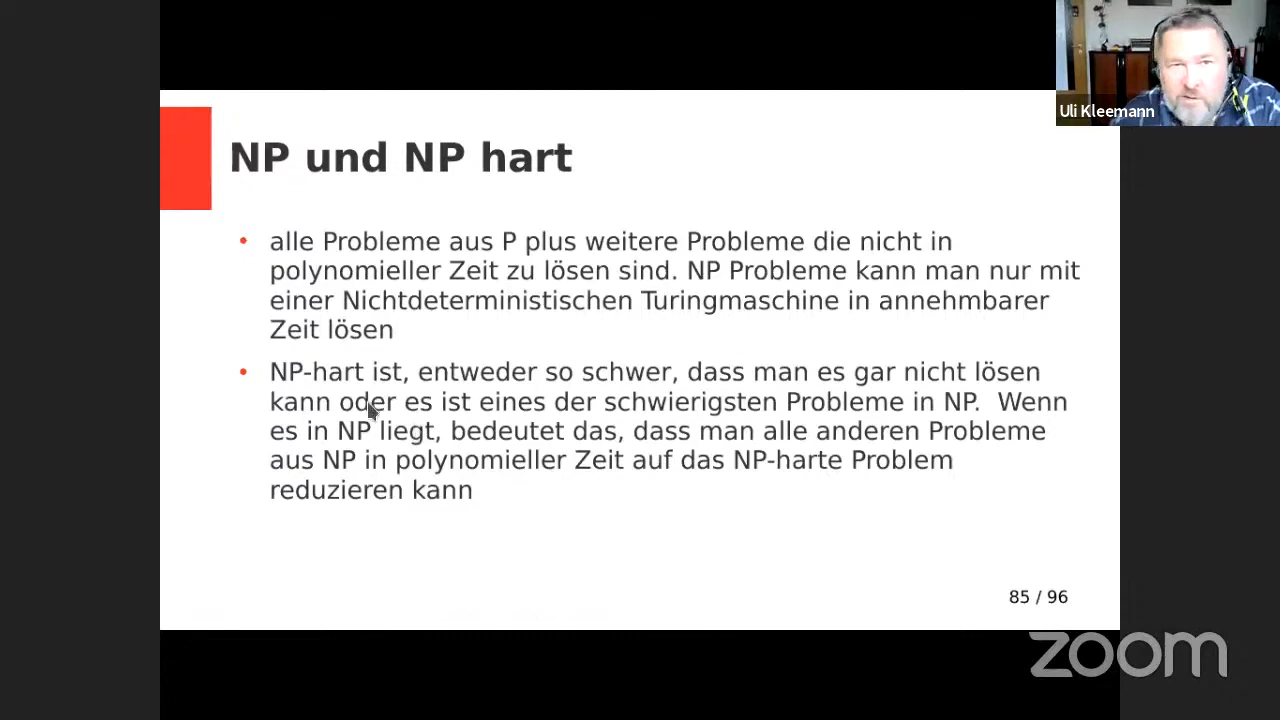 Uli Kleemann
NP und NP hart
• alle Probleme aus P plus weitere Probleme die nicht in
polynomieller Zeit zu lösen sind. NP Probleme kann man nur mit
einer Nichtdeterministischen Turingmaschine in annehmbarer
Zeit lösen
• NP-hart ist, entweder so schwer, dass man es gar nicht lösen
kann oder es ist eines der schwierigsten Probleme in NP. Wenn
es in NP liegt, bedeutet das, dass man alle anderen Probleme
aus NP in polynomieller Zeit auf das NP-harte Problem
reduzieren kann
85 / 96
zoom